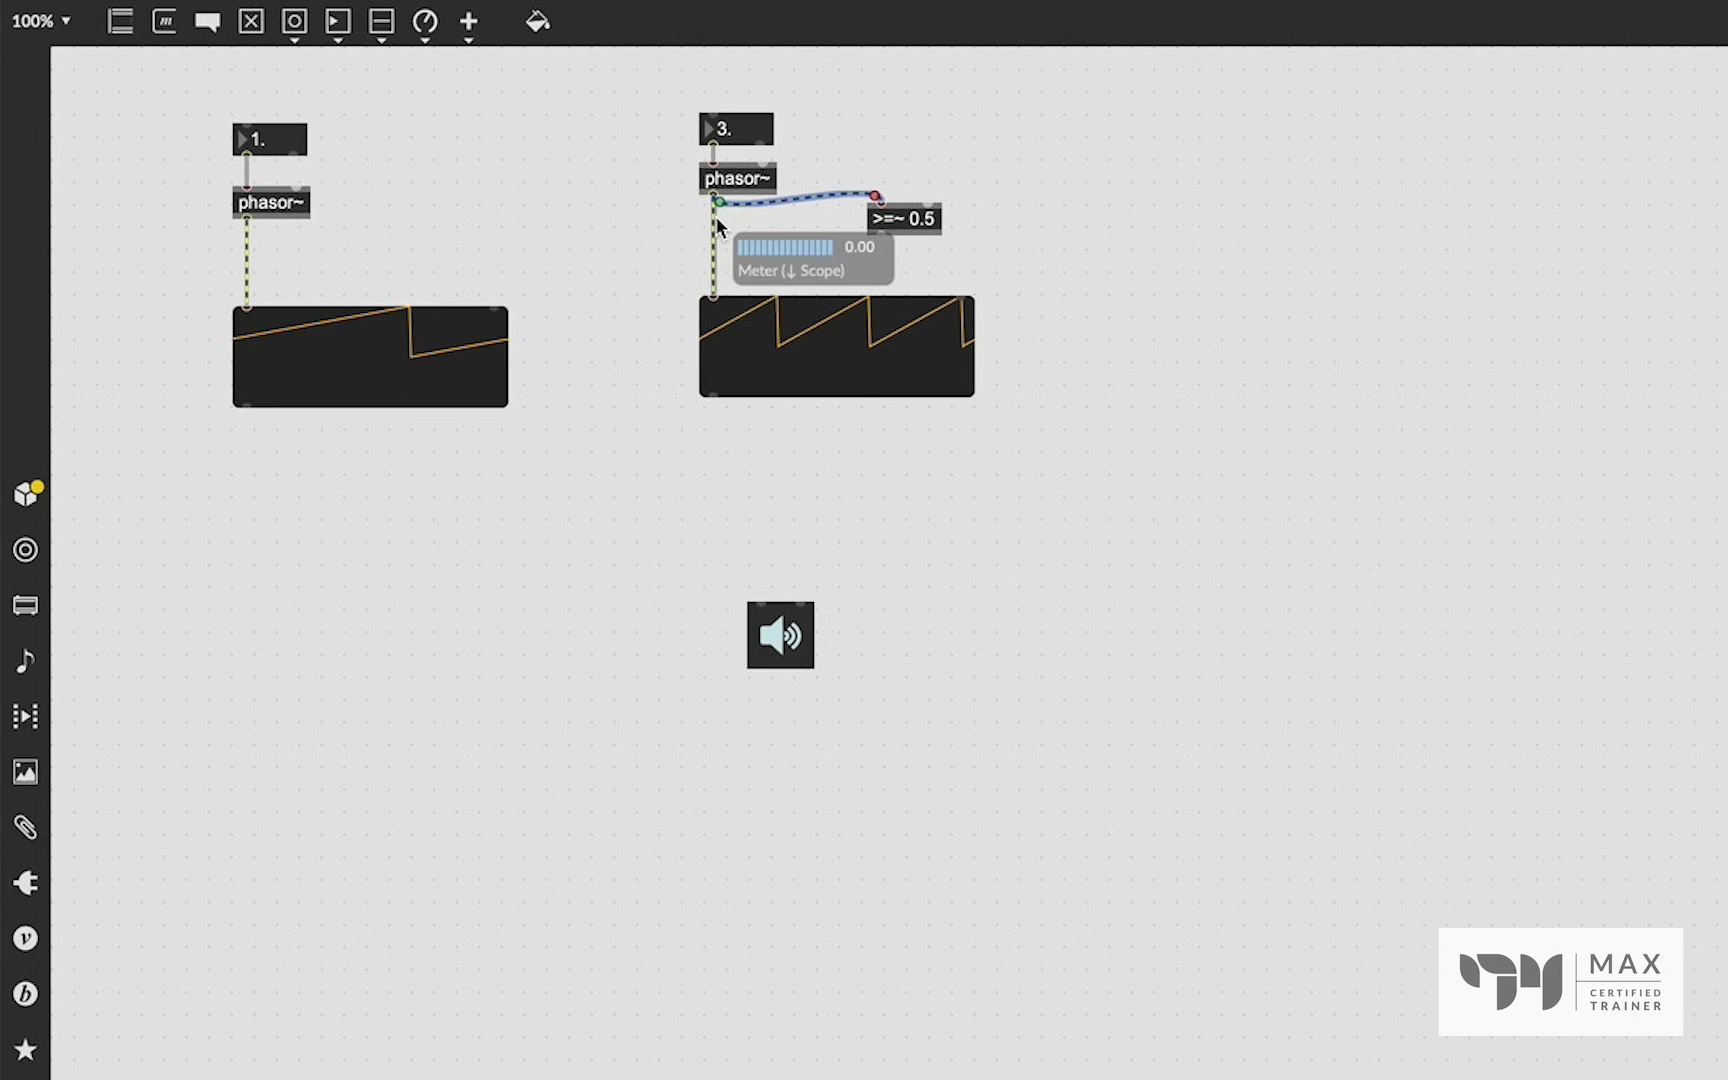 100%
1.
phasor~
3.
phasor~
>=~ 0.5
0.00
Meter (↓ Scope)
m
v
b
MAX
CERTIFIED
TRAINER